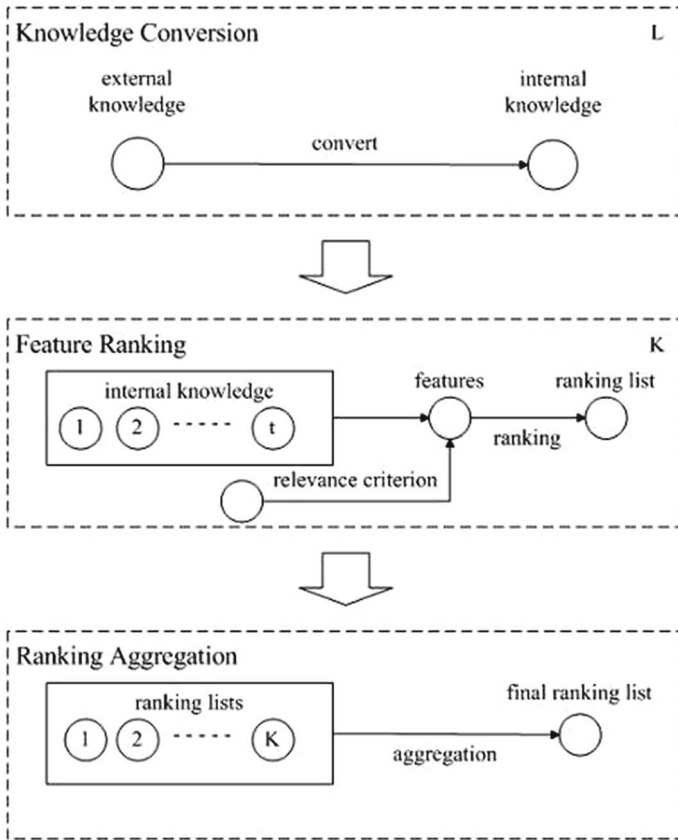 Knowledge Conversion L
external knowledge
internal knowledge
convert
Feature Ranking K
internal knowledge
1 2 ----- t
features
ranking list
ranking
relevance criterion
Ranking Aggregation
ranking lists
1 2 ----- K
final ranking list
aggregation